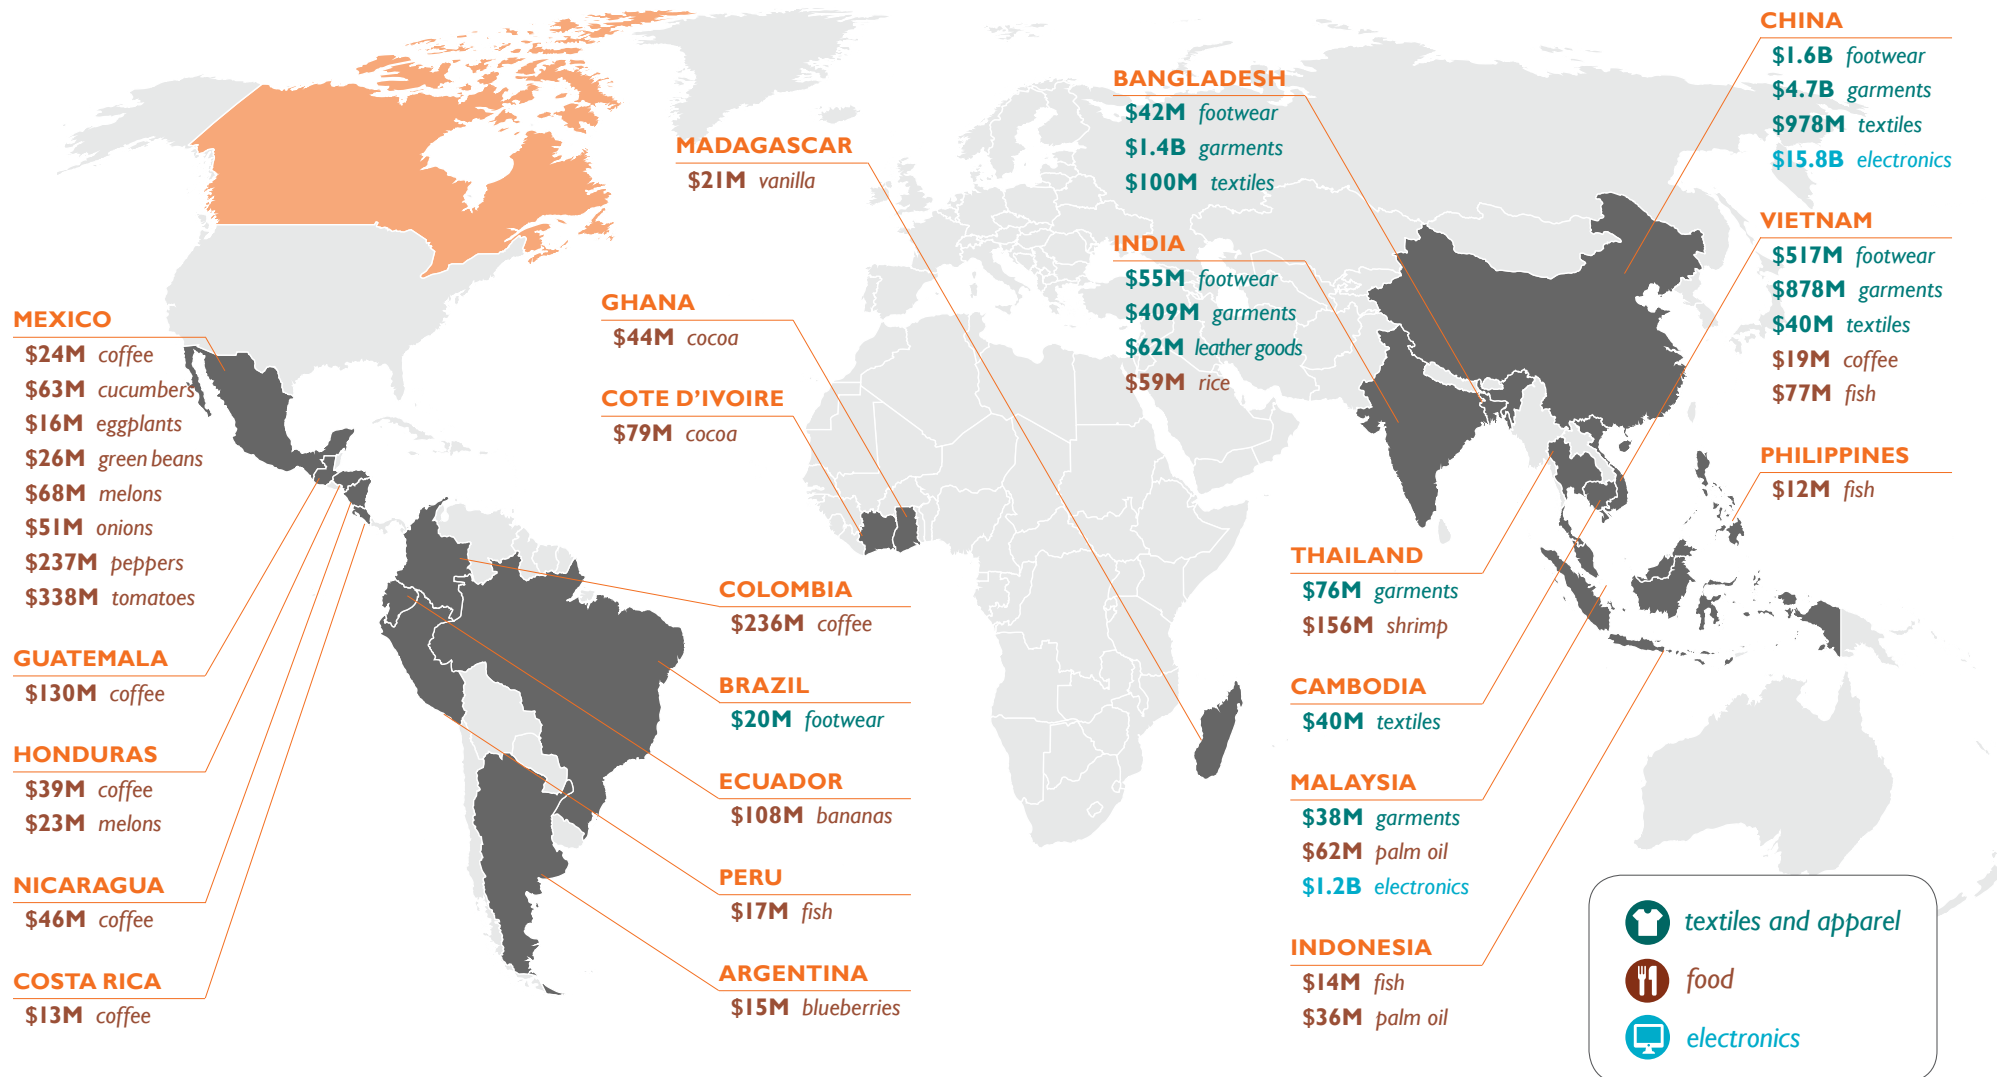 MEXICO
$24M coffee
$63M cucumbers
$16M eggplants
$26M green beans
$68M melons
$51M onions
$237M peppers
$338M tomatoes
GUATEMALA
$130M coffee
HONDURAS
$39M coffee
$23M melons
NICARAGUA
$46M coffee
COSTA RICA
$13M coffee
MADAGASCAR
$21M vanilla
GHANA
$44M cocoa
COTE D’IVOIRE
$79M cocoa
COLOMBIA
$236M coffee
BRAZIL
$20M footwear
ECUADOR
$108M bananas
PERU
$17M fish
ARGENTINA
$15M blueberries
BANGLADESH
$42M footwear
$1.4B garments
$100M textiles
INDIA
$55M footwear
$409M garments
$62M leather goods
$59M rice
THAILAND
$76M garments
$156M shrimp
CAMBODIA
$40M textiles
MALAYSIA
$38M garments
$62M palm oil
$1.2B electronics
INDONESIA
$14M fish
$36M palm oil
CHINA
$1.6B footwear
$4.7B garments
$978M textiles
$15.8B electronics
VIETNAM
$517M footwear
$878M garments
$40M textiles
$19M coffee
$77M fish
PHILIPPINES
$12M fish
textiles and apparel
food
electronics